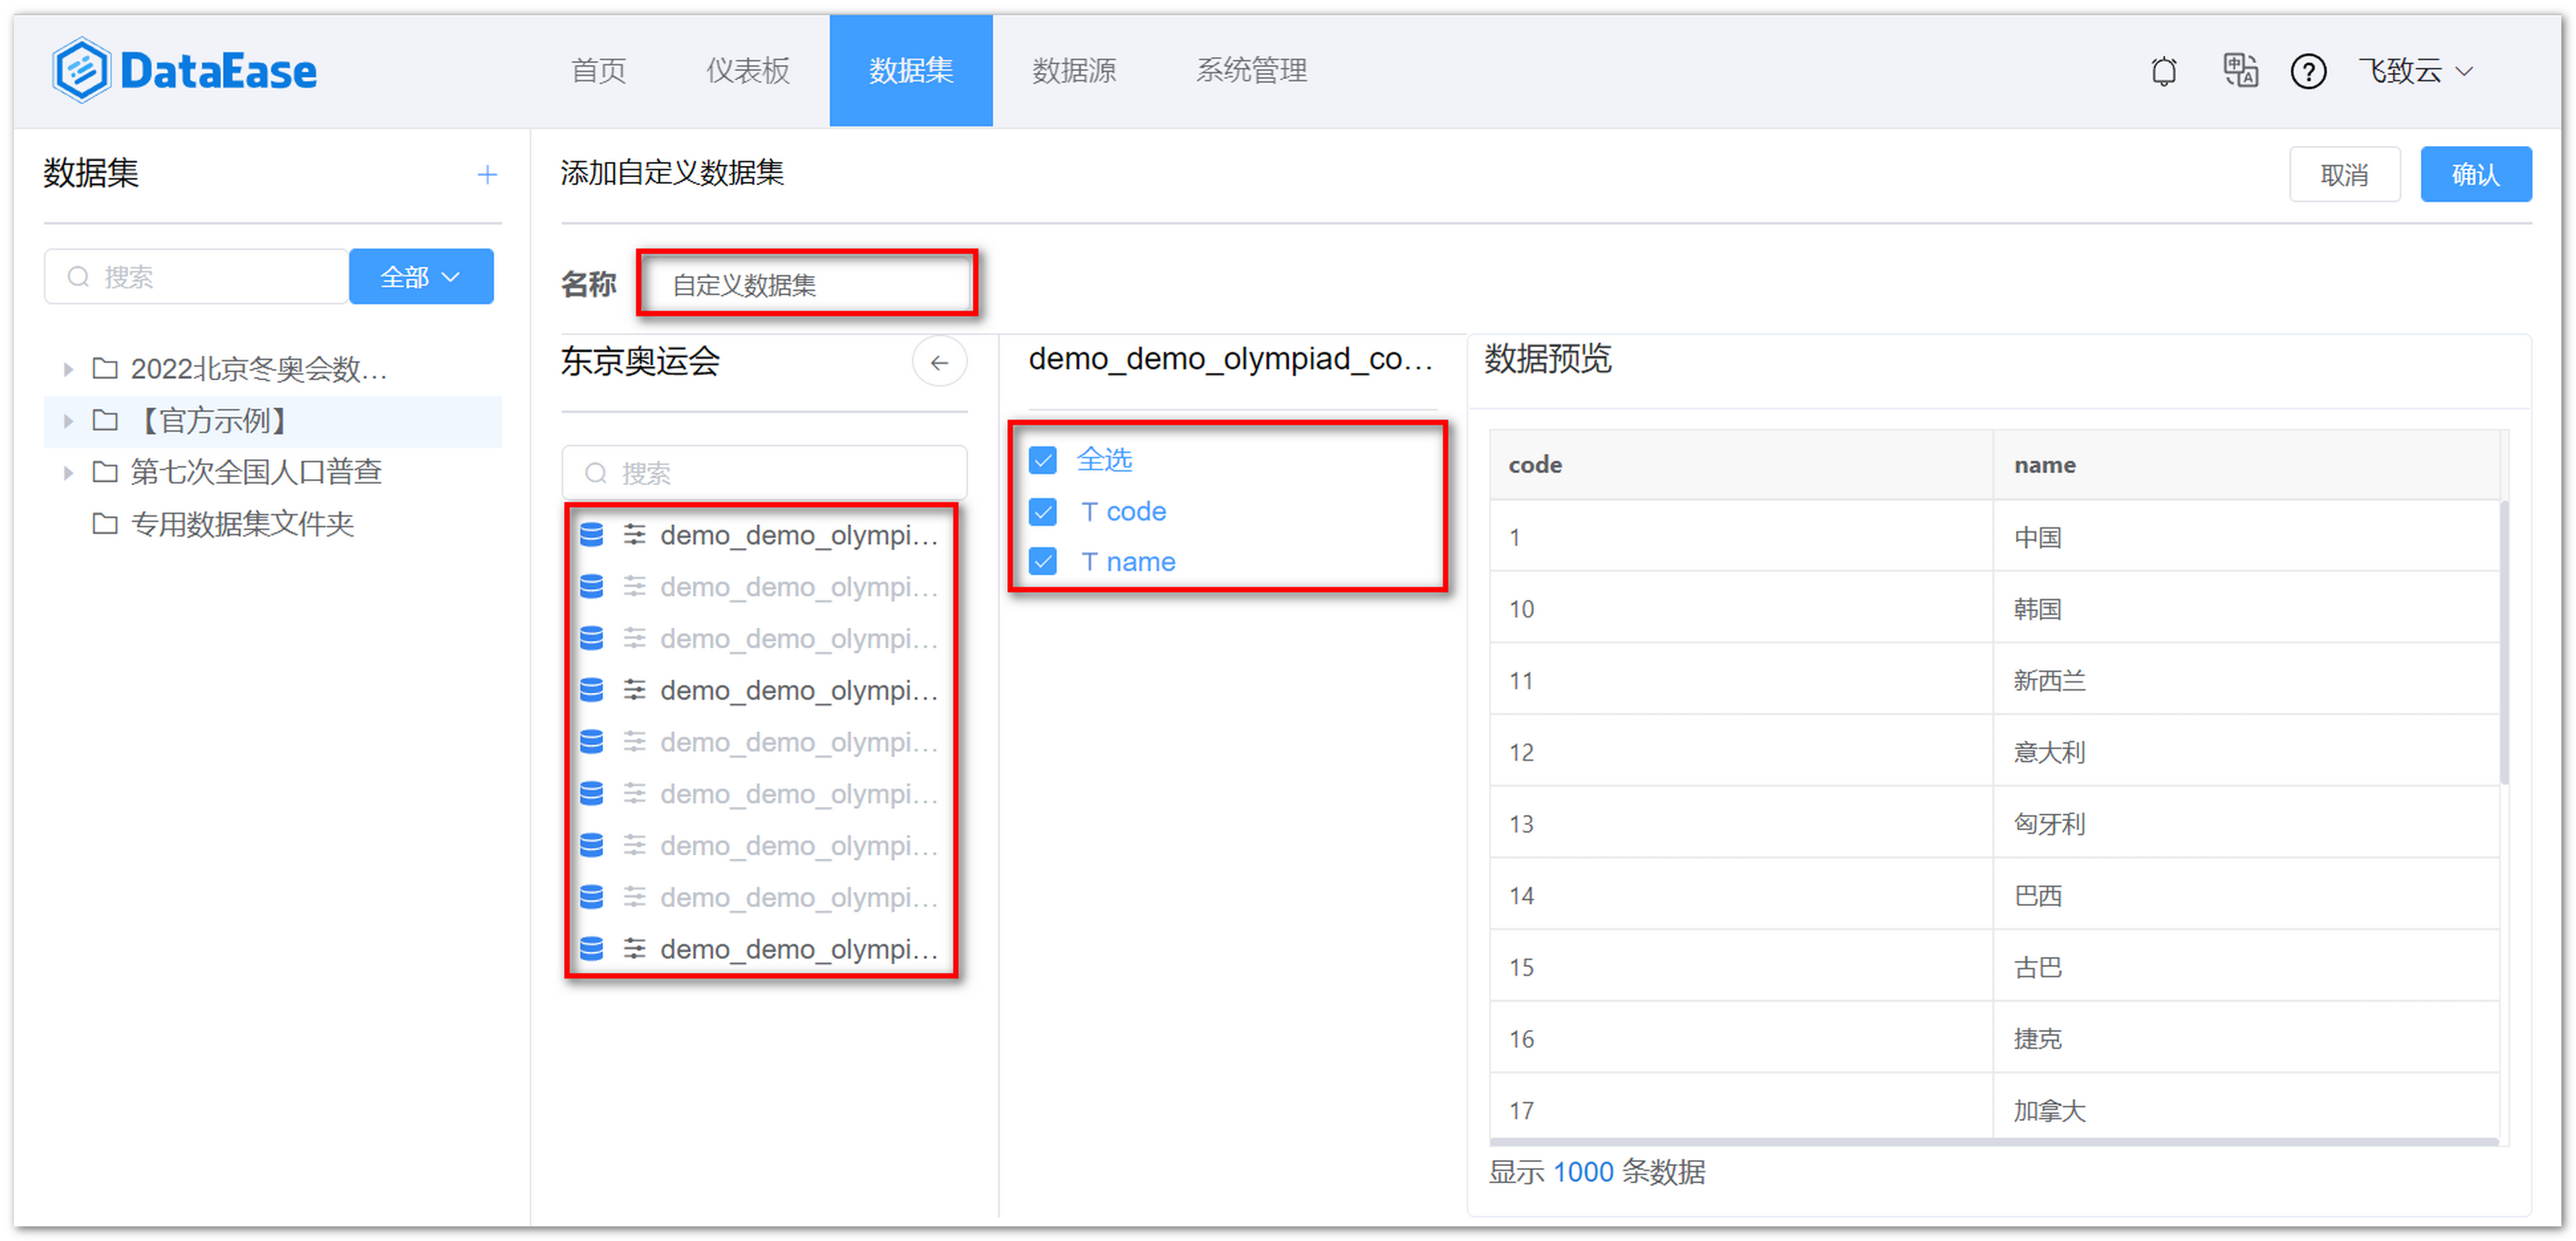 DataEase
首页 仪表板 数据集 数据源 系统管理 飞致云
数据集
搜索 全部
2022北京冬奥会数...
【官方示例】
第七次全国人口普查
专用数据集文件夹
添加自定义数据集 取消 确认
名称 自定义数据集
东京奥运会
搜索
demo_demo_olympi...
demo_demo_olympi...
demo_demo_olympi...
demo_demo_olympi...
demo_demo_olympi...
demo_demo_olympi...
demo_demo_olympi...
demo_demo_olympi...
demo_demo_olympi...
demo_demo_olympiad_co...
全选
T code
T name
数据预览
code name
1 中国
10 韩国
11 新西兰
12 意大利
13 匈牙利
14 巴西
15 古巴
16 捷克
17 加拿大
显示 1000 条数据